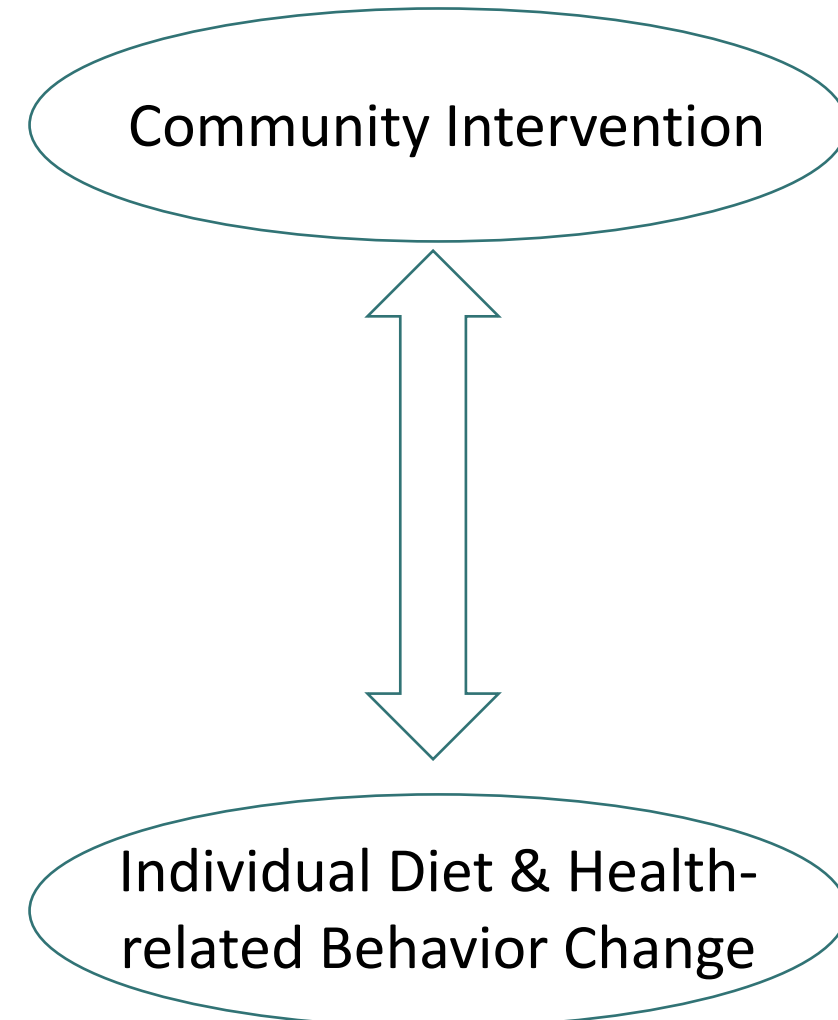 Community Intervention
Individual Diet & Health-
related Behavior Change